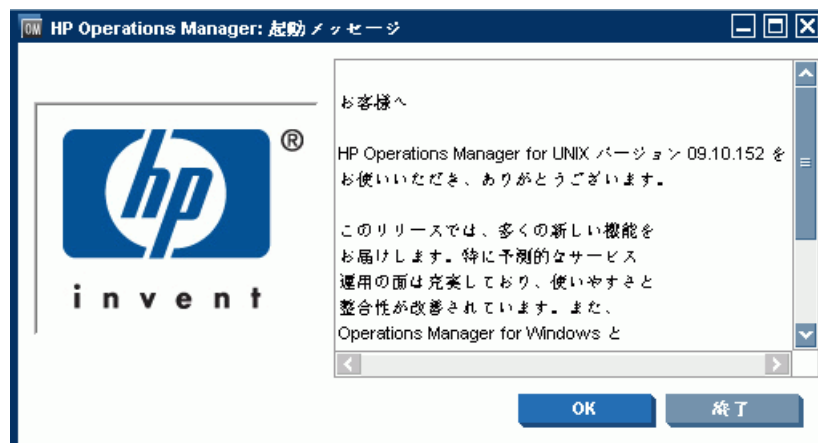 OM HP Operations Manager: 起動メッセージ
お客様へ
HP Operations Manager for UNIX バージョン 09.10.152 を
お使いいただき、ありがとうございます。
このリリースでは、多くの新しい機能を
お届けします。特に予測的なサービス
運用の面は充実しており、使いやすさと
整合性が改善されています。また、
Operations Manager for Windows と
hp ®
invent
OK
終了